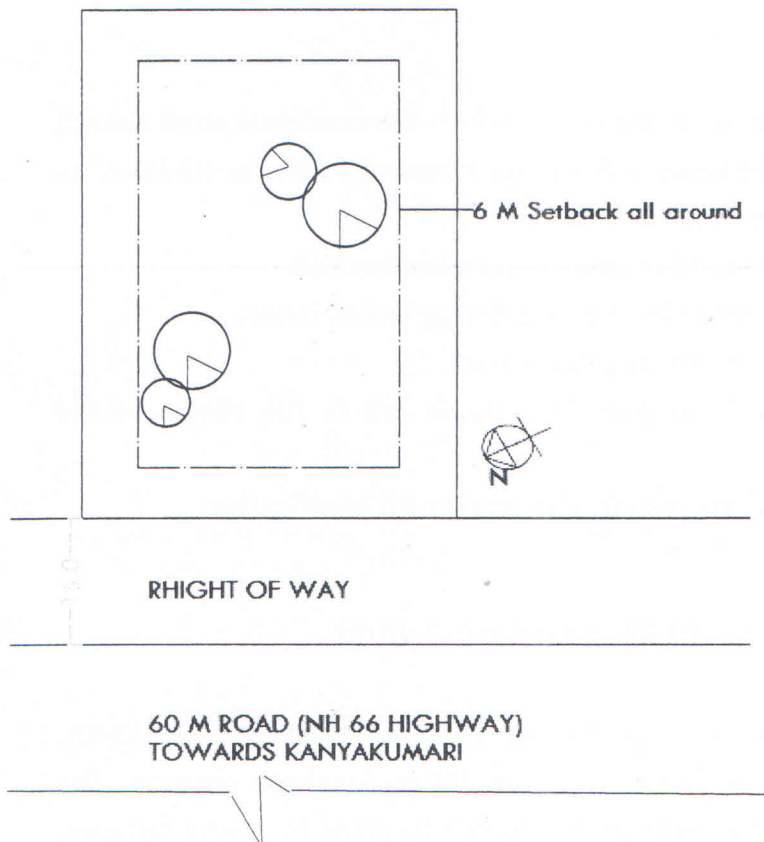 6 M Setback all around
N
RHIGHT OF WAY
60 M ROAD (NH 66 HIGHWAY)
TOWARDS KANYAKUMARI